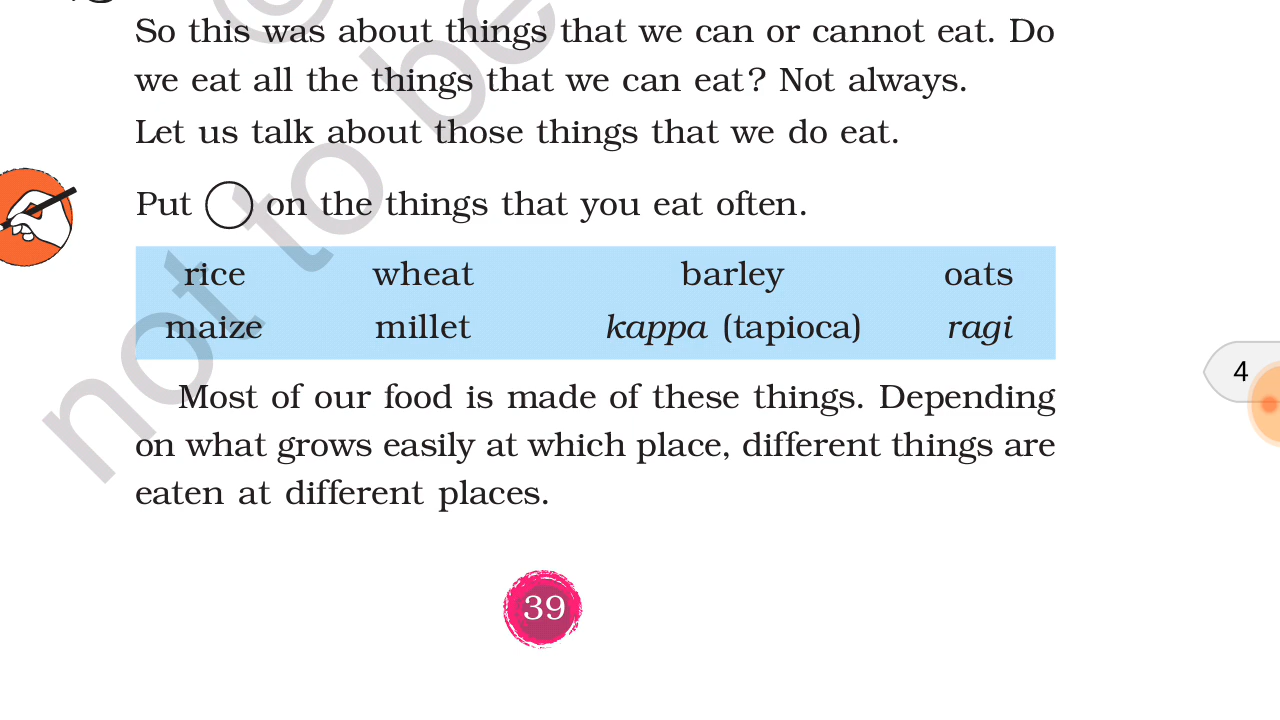 So this was about things that we can or cannot eat. Do
we eat all the things that we can eat? Not always.
Let us talk about those things that we do eat.
Put on the things that you eat often.
rice wheat barley oats
maize millet kappa (tapioca) ragi
Most of our food is made of these things. Depending
on what grows easily at which place, different things are
eaten at different places.
39
4
not to be